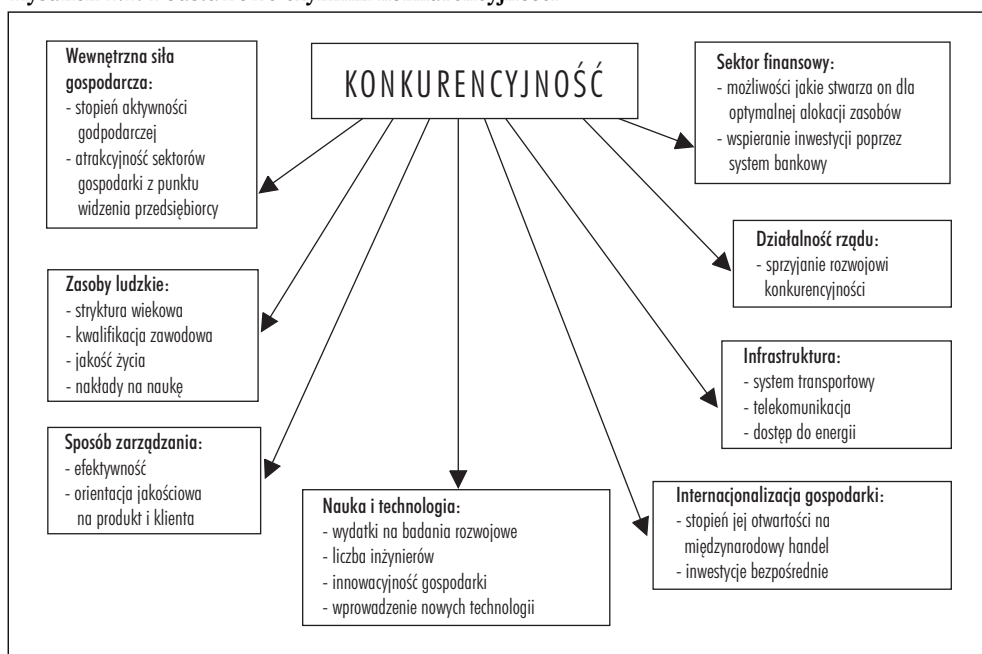 KONKURENCYJNOŚĆ
Wewnętrzna siła
gospodarcza:
- stopień aktywności
godpodarczej
- atrakcyjność sektorów
gospodarki z punktu
widzenia przedsiębiorcy
Zasoby ludzkie:
- stryktura wiekowa
- kwalifikacja zawodowa
- jakość życia
- nakłady na naukę
Sposób zarządzania:
- efektywność
- orientacja jakościowa
na produkt i klienta
Nauka i technologia:
- wydatki na badania rozwojowe
- liczba inżynierów
- innowacyjność gospodarki
- wprowadzenie nowych technologii
Sektor finansowy:
- możliwości jakie stwarza on dla
optymalnej alokacji zasobów
- wspieranie inwestycji poprzez
system bankowy
Działalność rządu:
- sprzyjanie rozwojowi
konkurencyjności
Infrastruktura:
- system transportowy
- telekomunikacja
- dostęp do energii
Internacjonalizacja gospodarki:
- stopień jej otwartości na
międzynarodowy handel
- inwestycje bezpośrednie